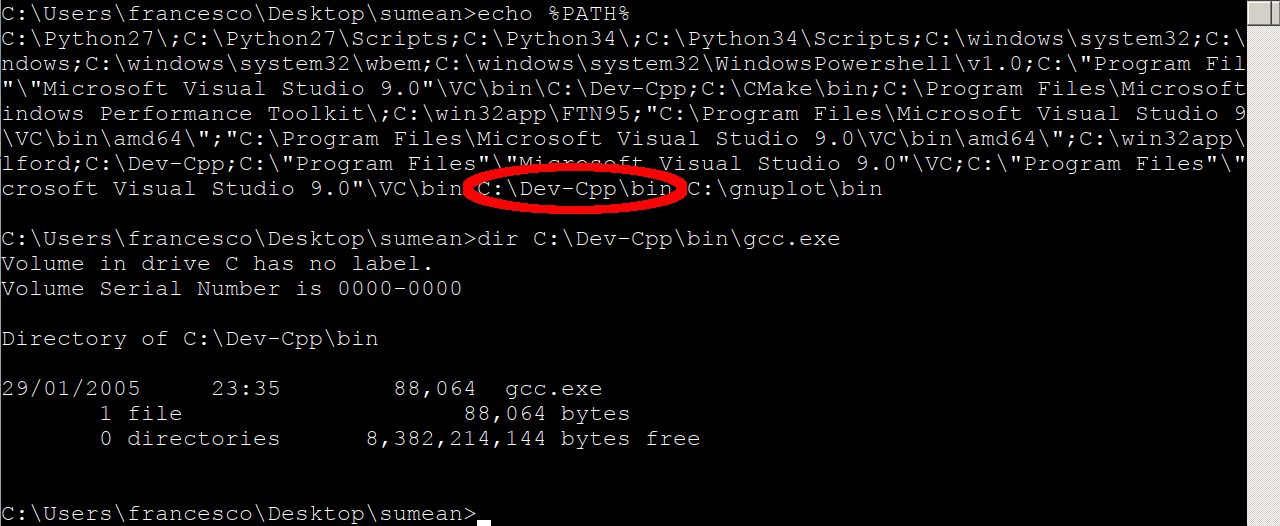 C:\Users\francesco\Desktop\sumean>echo %PATH%
C:\Python27\;C:\Python27\Scripts;C:\Python34\;C:\Python34\Scripts;C:\windows\system32;C:\
ndows;C:\windows\system32\wbem;C:\windows\system32\WindowsPowershell\v1.0;C:\"Program Fil
"\"Microsoft Visual Studio 9.0"\VC\bin\C:\Dev-Cpp;C:\CMake\bin;C:\Program Files\Microsoft
indows Performance Toolkit\;C:\win32app\FTN95;"C:\Program Files\Microsoft Visual Studio 9
\VC\bin\amd64\";"C:\Program Files\Microsoft Visual Studio 9.0\VC\bin\amd64\";C:\win32app\
lford;C:\Dev-Cpp;C:\"Program Files"\"Microsoft Visual Studio 9.0"\VC;C:\"Program Files"\"
crosoft Visual Studio 9.0"\VC\bin C:\Dev-Cpp\bin C:\gnuplot\bin
C:\Users\francesco\Desktop\sumean>dir C:\Dev-Cpp\bin\gcc.exe
Volume in drive C has no label.
Volume Serial Number is 0000-0000
Directory of C:\Dev-Cpp\bin
29/01/2005 23:35 88,064 gcc.exe
1 file 88,064 bytes
0 directories 8,382,214,144 bytes free
C:\Users\francesco\Desktop\sumean>